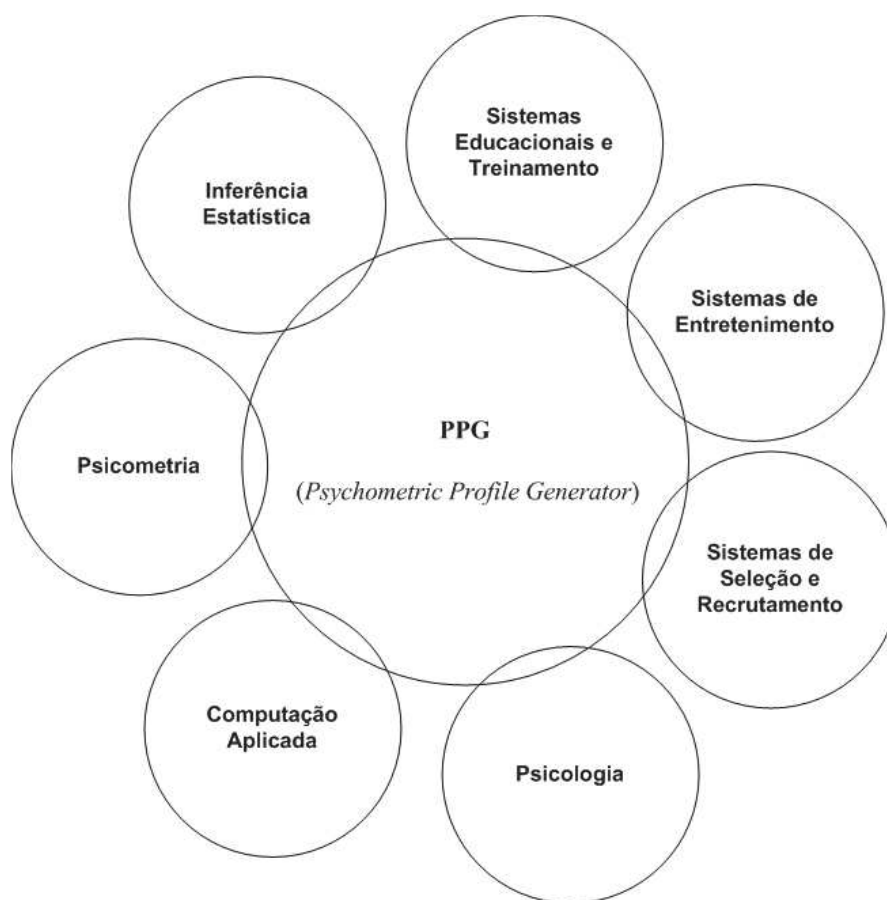 Sistemas
Educacionais e
Treinamento
Inferência
Estatística
Sistemas de
Entretenimento
PPG
(Psychometric Profile Generator)
Psicometria
Sistemas de
Seleção e
Recrutamento
Computação
Aplicada
Psicologia